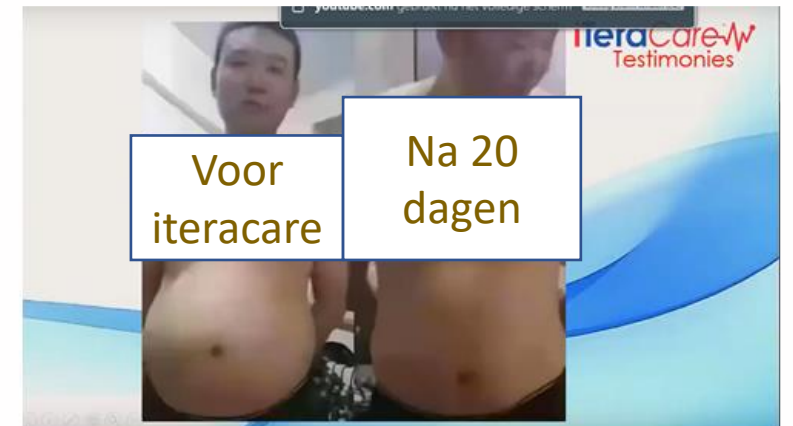 youtube.com gebruikt nu het volledige scherm
iTeraCare
Testimonies
Voor
iteracare
Na 20
dagen